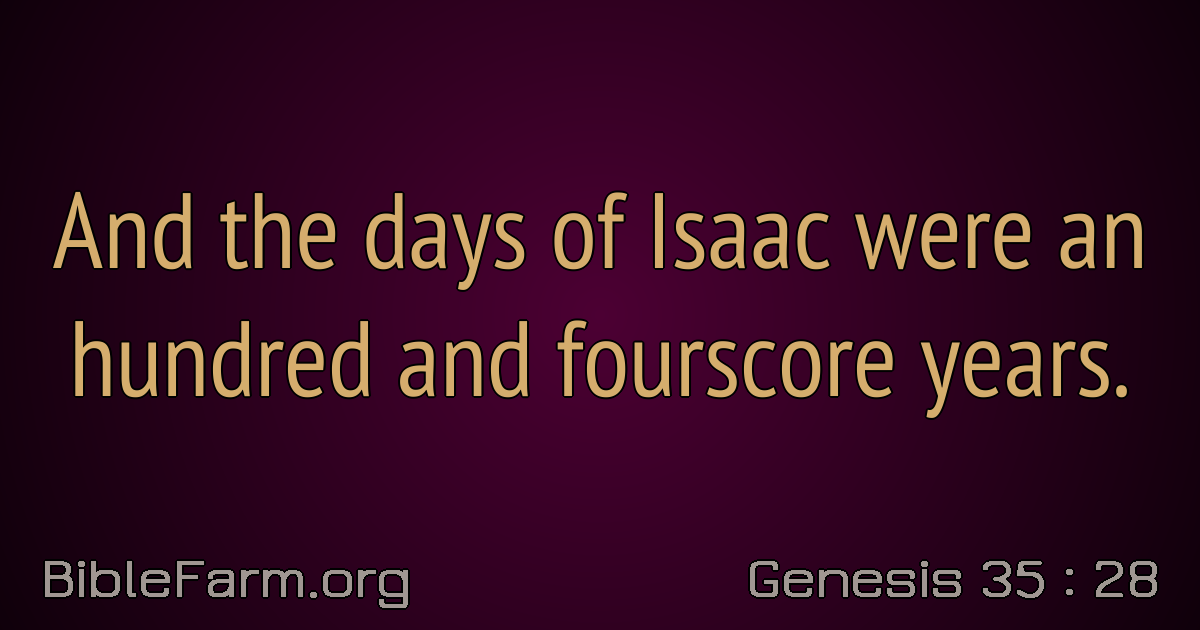 And the days of Isaac were an
hundred and fourscore years.
BibleFarm.org
Genesis 35 : 28